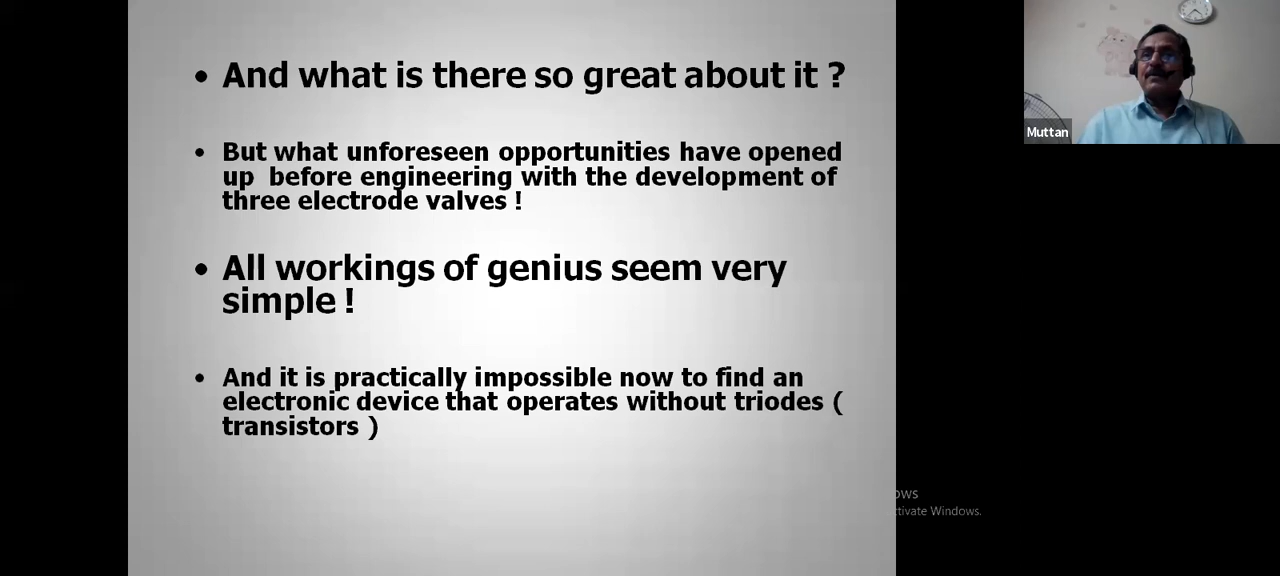 • And what is there so great about it ?
• But what unforeseen opportunities have opened
up before engineering with the development of
three electrode valves !
• All workings of genius seem very
simple !
• And it is practically impossible now to find an
electronic device that operates without triodes (
transistors )
Muttan
ows
ctivate Windows.